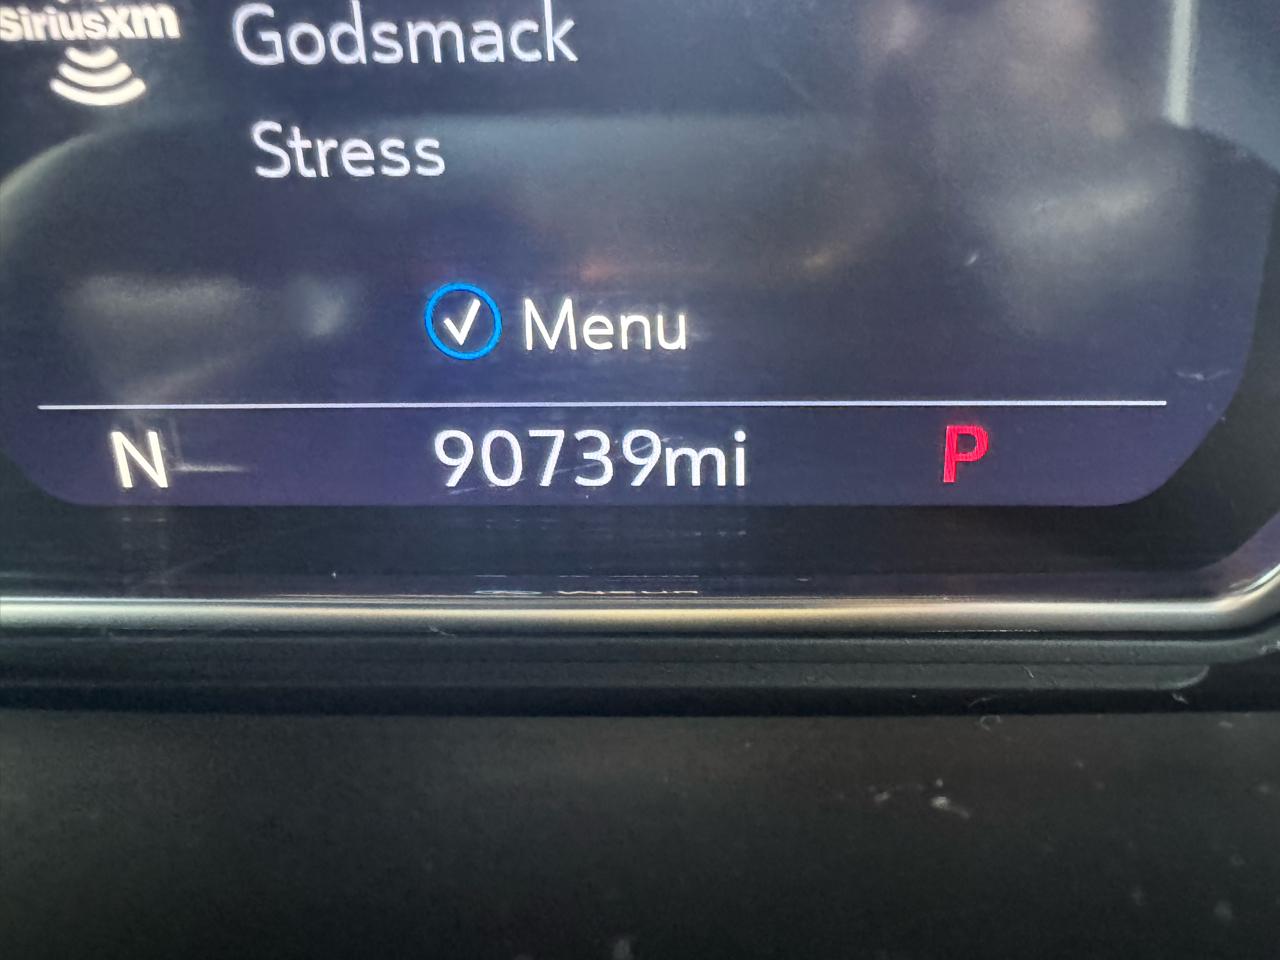 SiriusXm
Godsmack
Stress
Menu
N 90739mi P